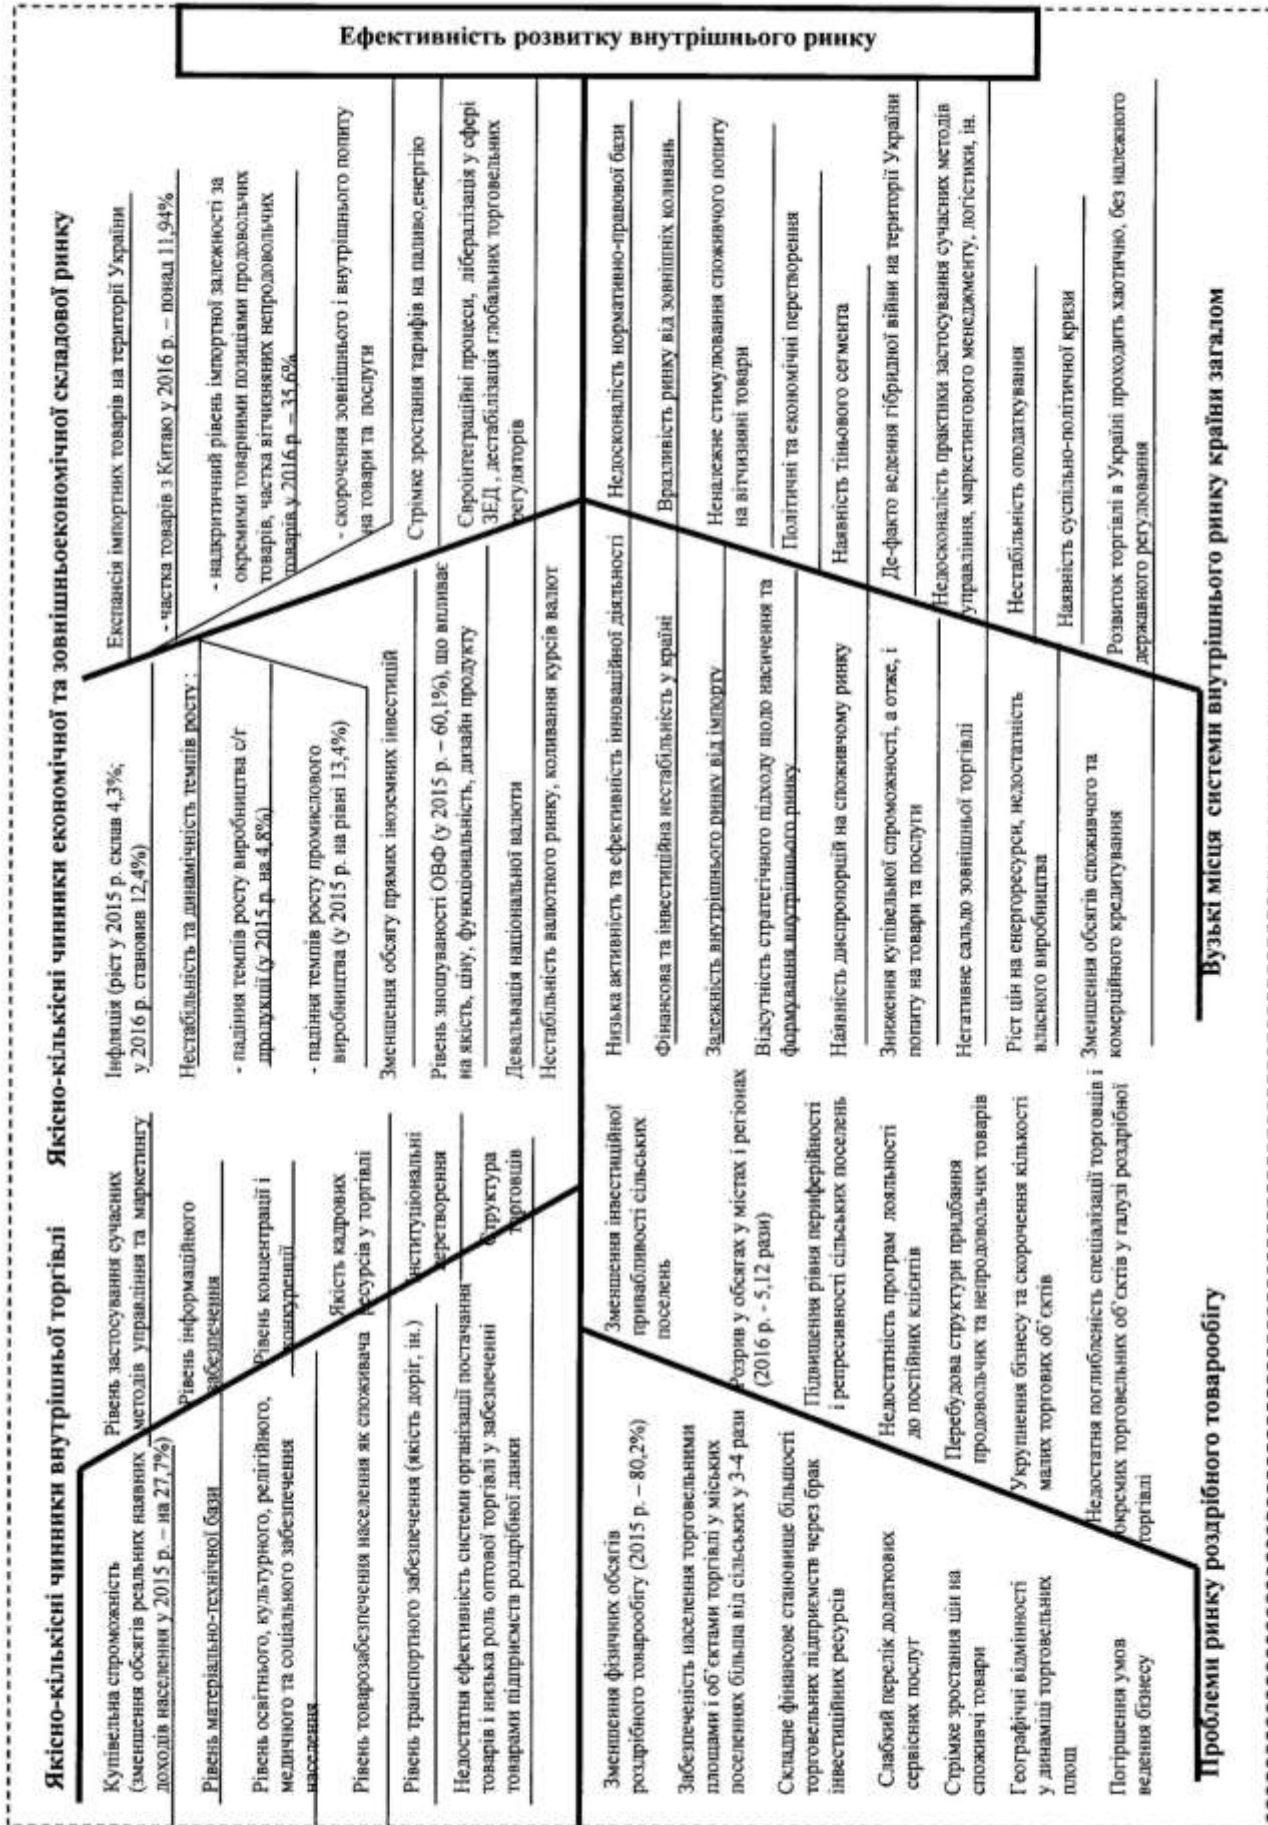 Ефективність розвитку внутрішнього ринку
Якісно-кількісні чинники внутрішньої торгівлі
Купівельна спроможність
(зменшення обсягів реальних наявних
доходів населення у 2015 р. – на 27,7%)
Рівень матеріально-технічної бази
Рівень освітнього, культурного, релігійного,
медичного та соціального забезпечення
населення
Рівень товарозабезпечення населення як споживача
Рівень транспортного забезпечення (якість доріг, ін.)
Недостатня ефективність системи організації постачання
товарів і низька роль оптової торгівлі у забезпеченні
товарами підприємств роздрібної ланки
Рівень застосування сучасних
методів управління та маркетингу
Рівень інформаційного
забезпечення
Рівень концентрації і
конкуренції
Якість кадрових
ресурсів у торгівлі
Інституціональні
перетворення
Структура
торговців
Якісно-кількісні чинники економічної та зовнішньоекономічної складової ринку
Інфляція (ріст у 2015 р. склав 4,3%;
у 2016 р. становив 12,4%)
Нестабільність та динамічність темпів росту :
- падіння темпів росту виробництва с/г
продукції (у 2015 р. на 4,8%)
- падіння темпів росту промислового
виробництва (у 2015 р. на рівні 13,4%)
Зменшення обсягу прямих іноземних інвестицій
Рівень зношуваності ОВФ (у 2015 р. – 60,1%), що впливає
на якість, ціну, функціональність, дизайн продукту
Девальвація національної валюти
Нестабільність валютного ринку, коливання курсів валют
Експансія імпортних товарів на території України
- частка товарів з Китаю у 2016 р. – понад 11,94%
- надкритичний рівень імпортної залежності за
окремими товарними позиціями продовольчих
товарів, частка вітчизняних непродовольчих
товарів у 2016 р – 35,6%
- скорочення зовнішнього і внутрішнього попиту
на товари та послуги
Стрімке зростання тарифів на паливо,енергію
Євроінтеграційні процеси, лібералізація у сфері
ЗЕД , дестабілізація глобальних торговельних
регуляторів
Зменшення фізичних обсягів
роздрібного товарообігу (2015 р. – 80,2%)
Забезпеченість населення торговельними
площами і об'єктами торгівлі у міських
поселеннях більша від сільських у 3-4 рази
Складне фінансове становище більшості
торговельних підприємств через брак
інвестиційних ресурсів
Слабкий перелік додаткових
сервісних послуг
Стрімке зростання цін на
споживчі товари
Географічні відмінності
у динаміці торговельних
площ
Погіршення умов
ведення бізнесу
Зменшення інвестиційної
привабливості сільських
поселень
Розрив у обсягах у містах і регіонах
(2016 р. - 5,12 рази)
Підвищення рівня периферійності
і репресивності сільських поселень
Недостатність програм лояльності
до постійних клієнтів
Перебудова структури придбання
продовольчих та непродовольчих товарів
Укрупнення бізнесу та скорочення кількості
малих торгових об'єктів
Недостатня поглибленість спеціалізації торговців і
окремих торговельних об'єктів у галузі роздрібної
торгівлі
Проблеми ринку роздрібного товарообігу
Низька активність та ефективність інноваційної діяльності
Фінансова та інвестиційна нестабільність у країні
Залежність внутрішнього ринку від імпорту
Відсутність стратегічного підходу щодо насичення та
формування внутрішнього ринку
Наявність диспропорцій на споживчому ринку
Зниження купівельної спроможності, а отже, і
попиту на товари та послуги
Негативне сальдо зовнішньої торгівлі
Ріст цін на енергоресурси, недостатність
власного виробництва
Зменшення обсягів споживчого та
комерційного кредитування
Недосконалість нормативно-правової бази
Вразливість ринку від зовнішніх коливань
Неналежне стимулювання споживчого попиту
на вітчизняні товари
Політичні та економічні перетворення
Наявність тіньового сегмента
Де-факто ведення гібридної війни на території України
Недосконалість практики застосування сучасних методів
управління, маркетингового менеджменту, логістики, ін.
Нестабільність оподаткування
Наявність суспільно-політичної кризи
Розвиток торгівлі в Україні проходить хаотично, без належного
державного регулювання
Вузькі місця системи внутрішнього ринку країни загалом